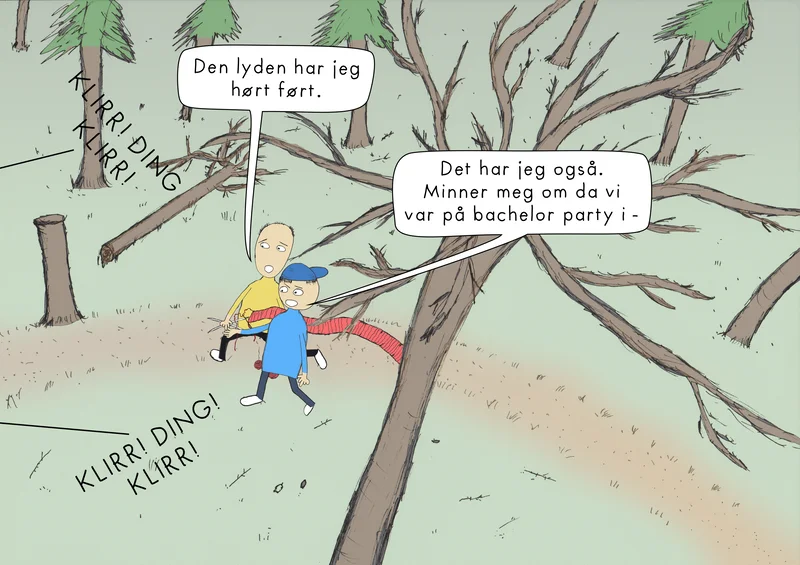 Den lyden har jeg
hørt ført.
KLIRR! DING
KLIRR!
Det har jeg også.
Minner meg om da vi
var på bachelor party i -
KLIRR! DING!
KLIRR!